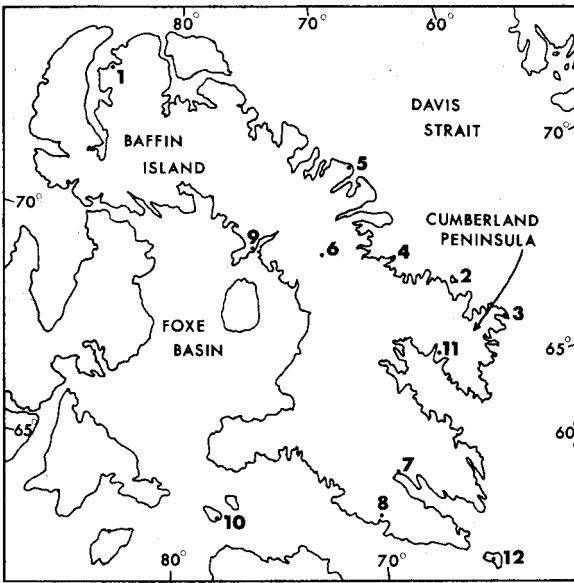 80°
70°
60°
1
DAVIS
STRAIT
70°
BAFFIN
ISLAND
5
70°
CUMBERLAND
PENINSULA
9
6
4
2
3
FOXE
BASIN
11
65°
65°
60°
7
8
10
12
80°
70°